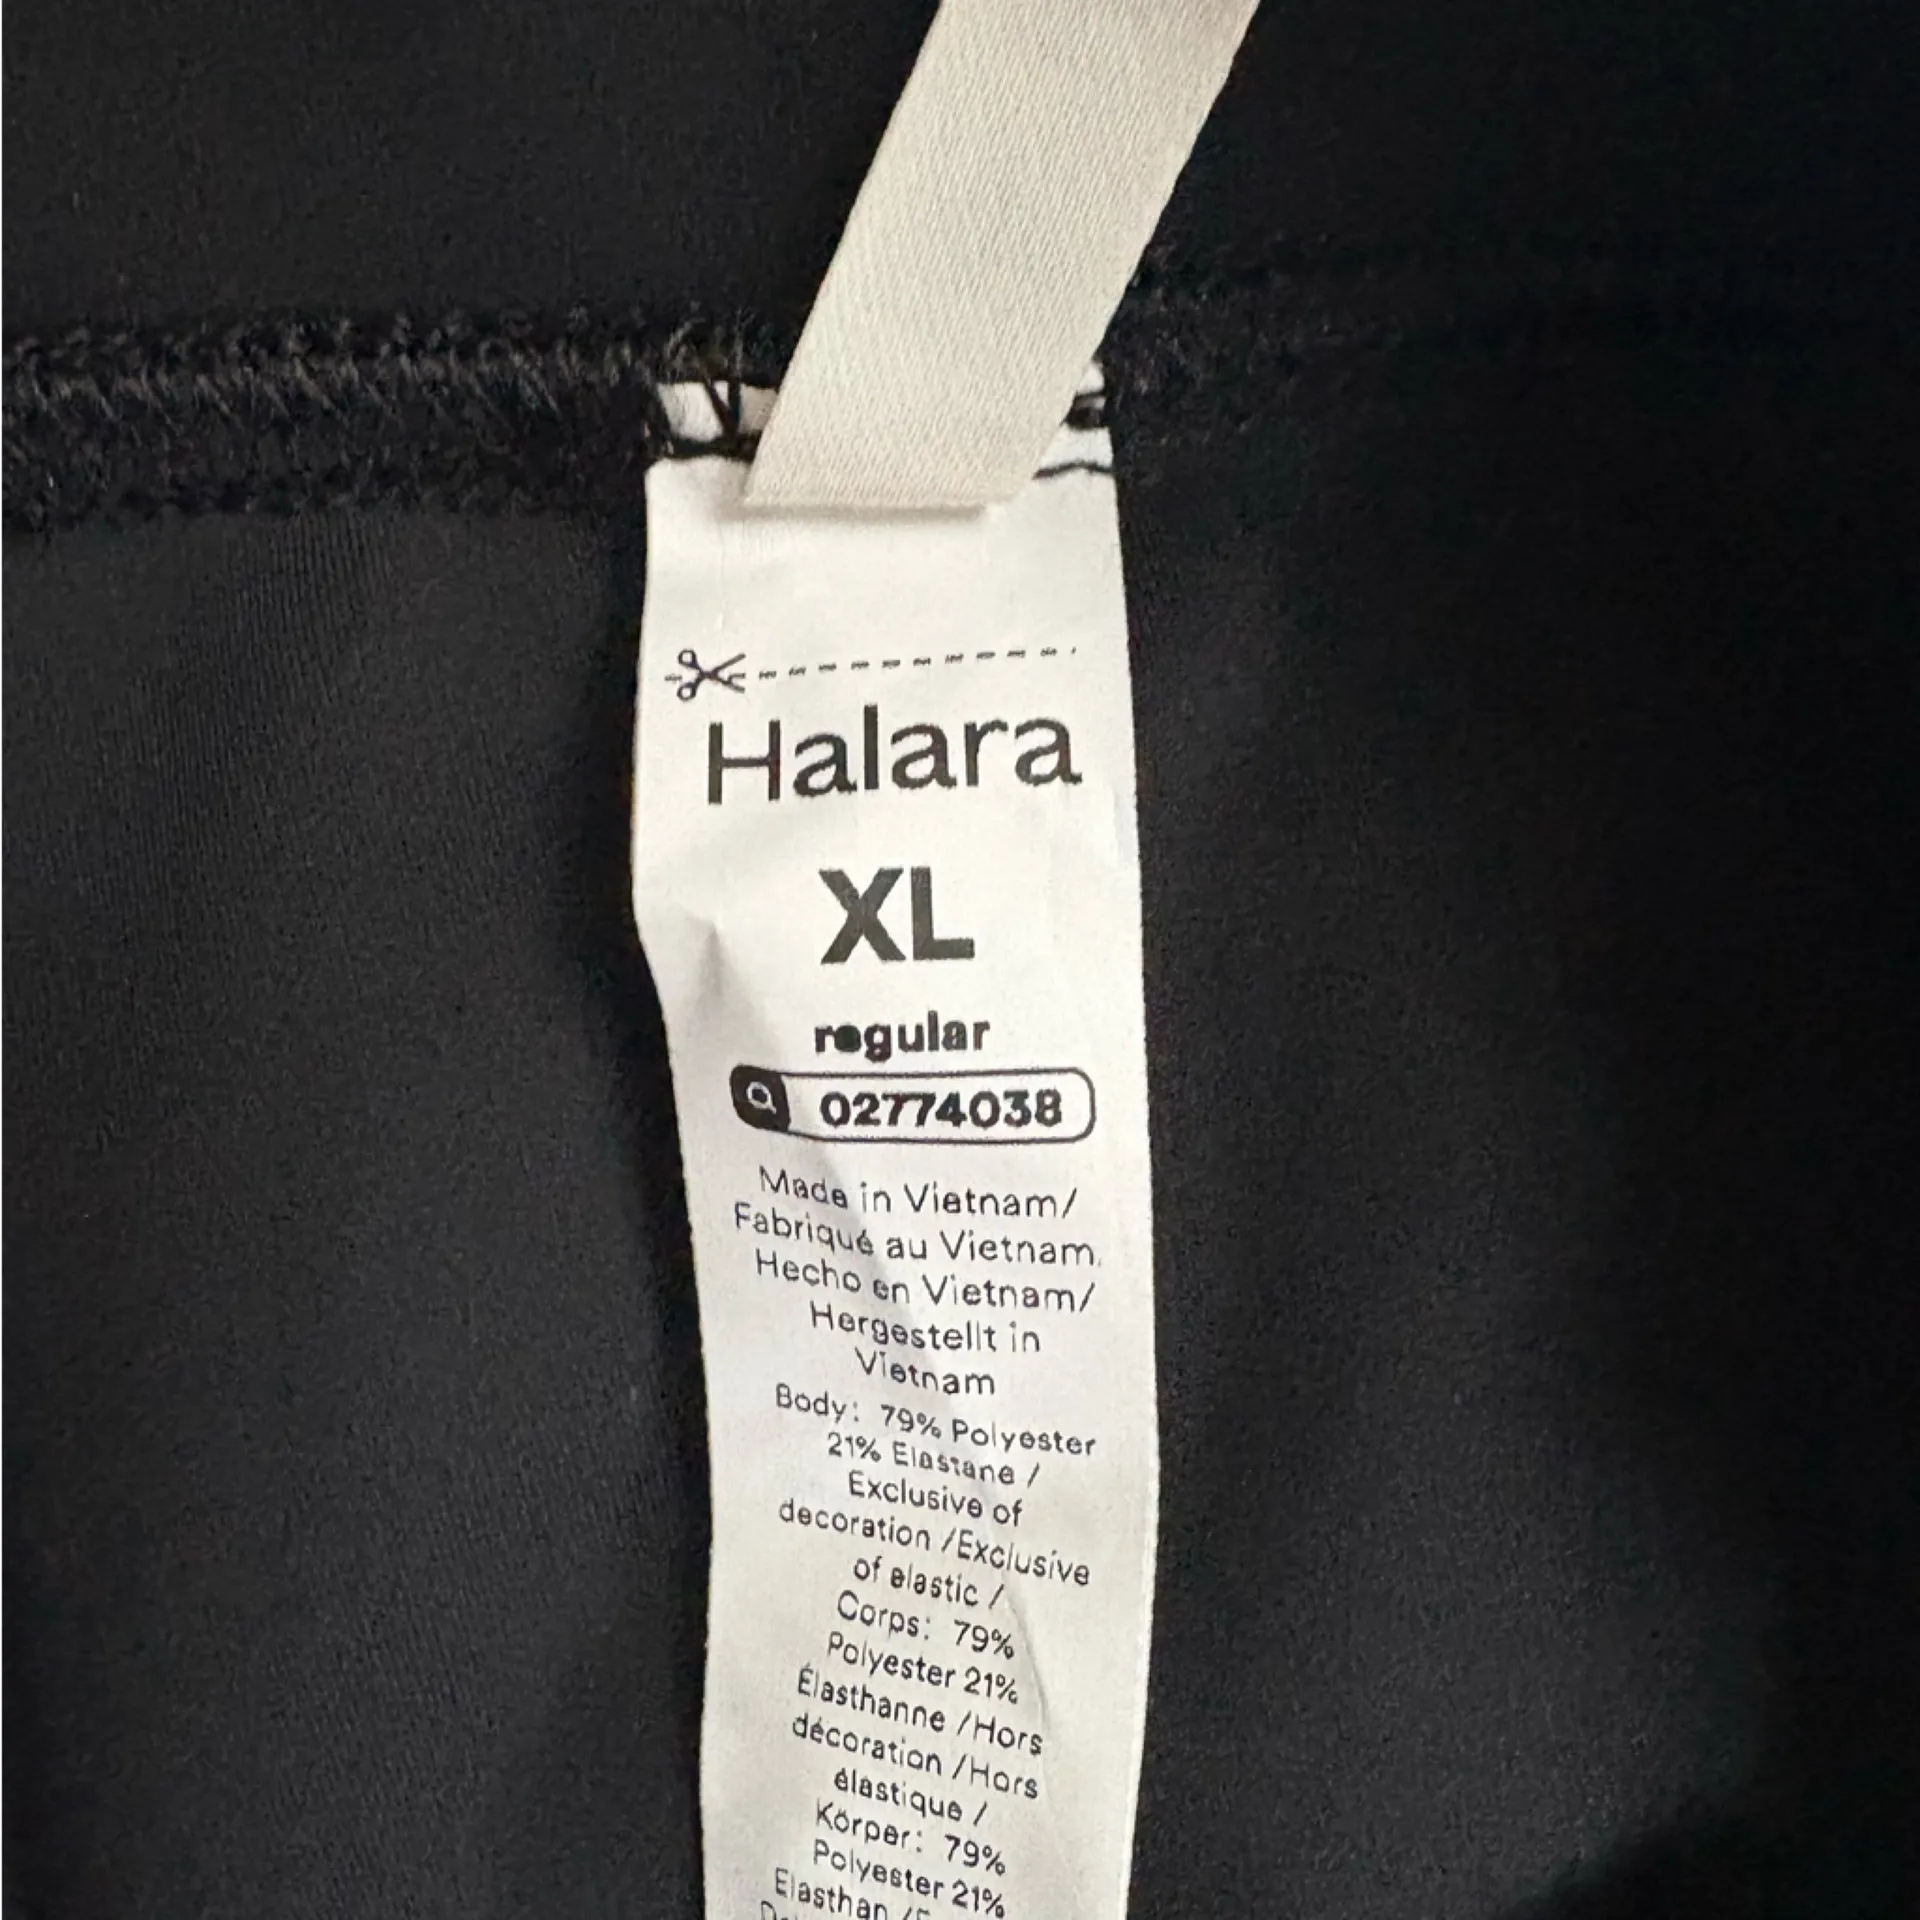 Halara
XL
regular
02774038
Made in Vietnam/
Fabriqué au Vietnam
Hecho en Vietnam/
Hergestellt in
Vietnam
Body: 79% Polyester
21% Elastane /
Exclusive of
decoration /Exclusive
of elastic /
Corps: 79%
Polyester 21%
Élasthanne /Hors
décoration /Hors
élastique /
Körper: 79%
Polyester 21%
Elasthan /